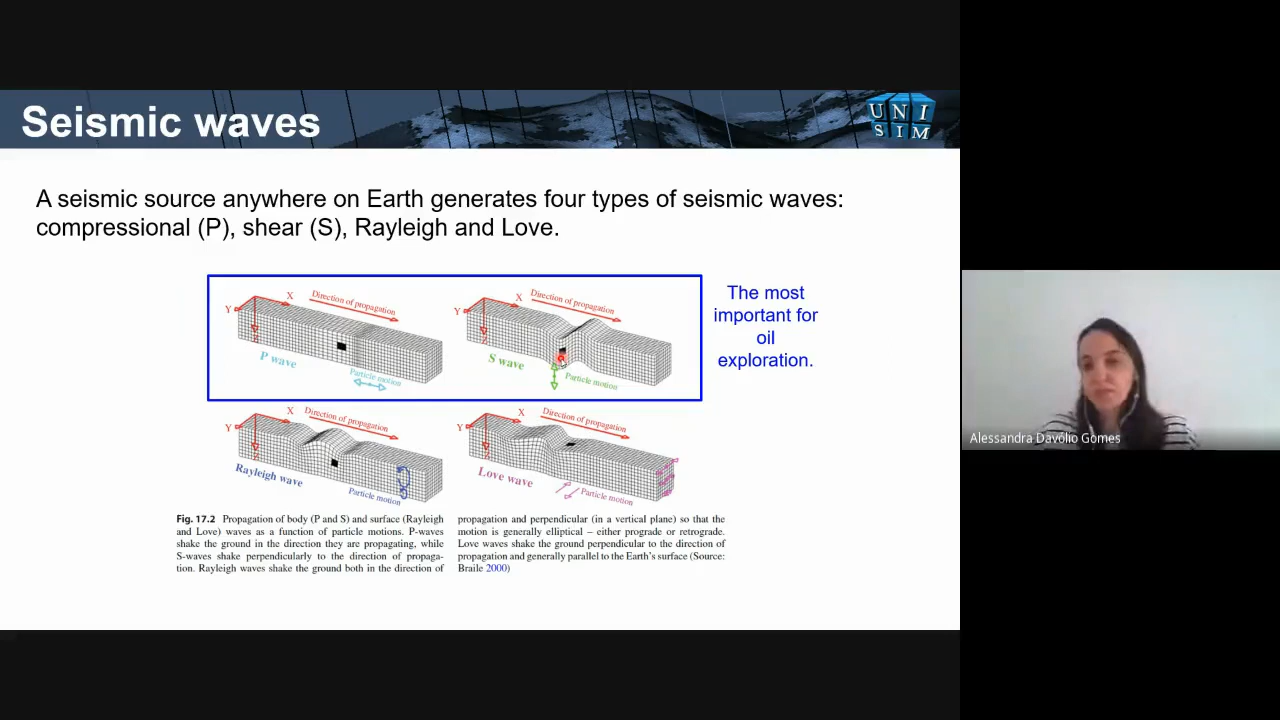 Seismic waves
UNI
SIM
A seismic source anywhere on Earth generates four types of seismic waves:
compressional (P), shear (S), Rayleigh and Love.
X
Y
Z
Direction of propagation
P wave
Particle motion
X
Y
Z
Direction of propagation
S wave
Particle motion
The most
important for
oil
exploration.
X
Y
Direction of propagation
Rayleigh wave
Particle motion
X
Y
Direction of propagation
Love wave
Particle motion
Fig. 17.2 Propagation of body (P and S) and surface (Rayleigh
and Love) waves as a function of particle motions. P-waves
shake the ground in the direction they are propagating, while
S-waves shake perpendicularly to the direction of propaga-
tion. Rayleigh waves shake the ground both in the direction of
propagation and perpendicular (in a vertical plane) so that the
motion is generally elliptical – either prograde or retrograde.
Love waves shake the ground perpendicular to the direction of
propagation and generally parallel to the Earth's surface (Source:
Braile 2000)
Alessandra Davólio Gomes